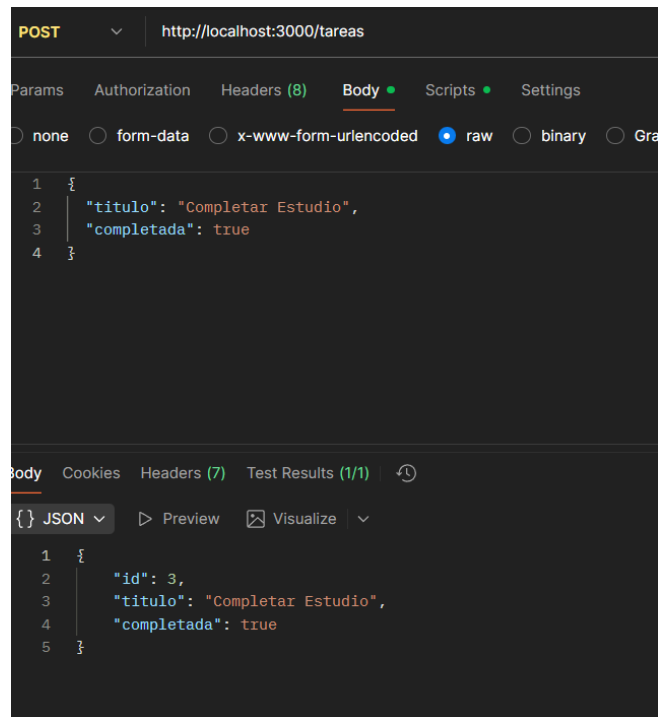 POST http://localhost:3000/tareas
Params Authorization Headers (8) Body Scripts Settings
none form-data x-www-form-urlencoded raw binary Gra
1 {
2 "titulo": "Completar Estudio",
3 "completada": true
4 }
Body Cookies Headers (7) Test Results (1/1)
{} JSON Preview Visualize
1 {
2 "id": 3,
3 "titulo": "Completar Estudio",
4 "completada": true
5 }